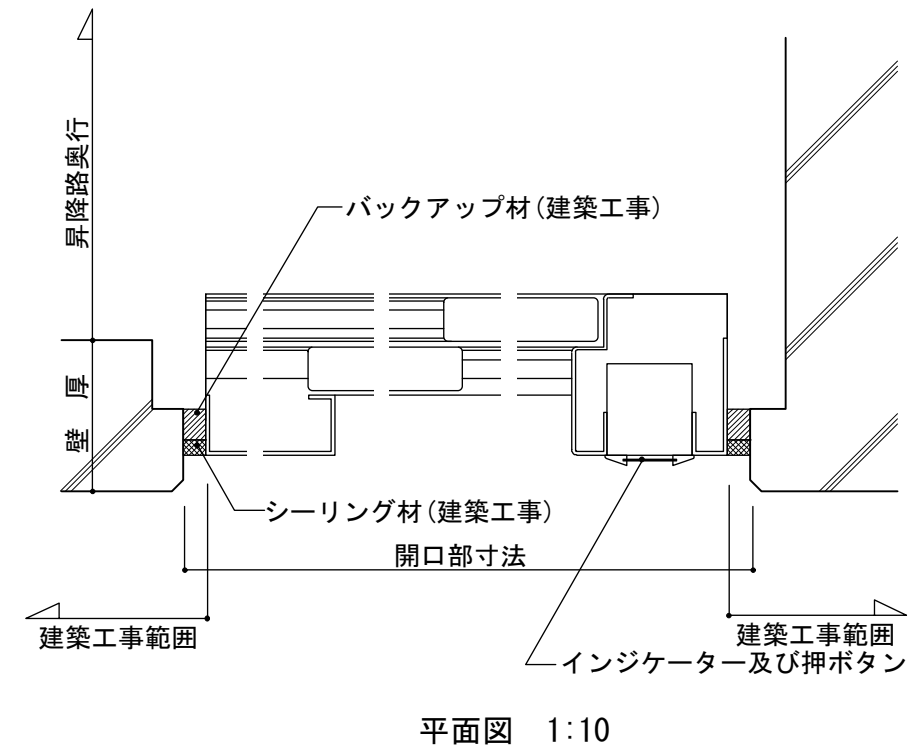 昇降路奥行
バックアップ材(建築工事)
壁 厚
シーリング材(建築工事)
開口部寸法
建築工事範囲
建築工事範囲
インジケーター及び押ボタン
平面図 1:10